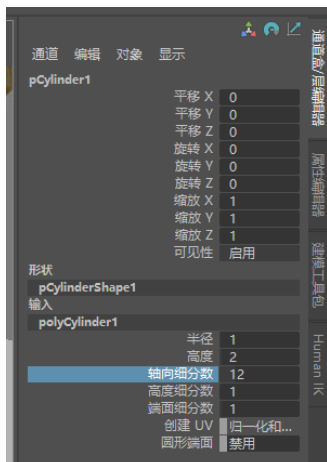 通道 编辑 对象 显示
pCylinder1
平移 X 0
平移 Y 0
平移 Z 0
旋转 X 0
旋转 Y 0
旋转 Z 0
缩放 X 1
缩放 Y 1
缩放 Z 1
可见性 启用
形状
pCylinderShape1
输入
polyCylinder1
半径 1
高度 2
轴向细分数 12
高度细分数 1
端面细分数 1
创建 UV 归一化和...
圆形端面 禁用
通道盒/层编辑器
属性编辑器
建模工具包
Human IK